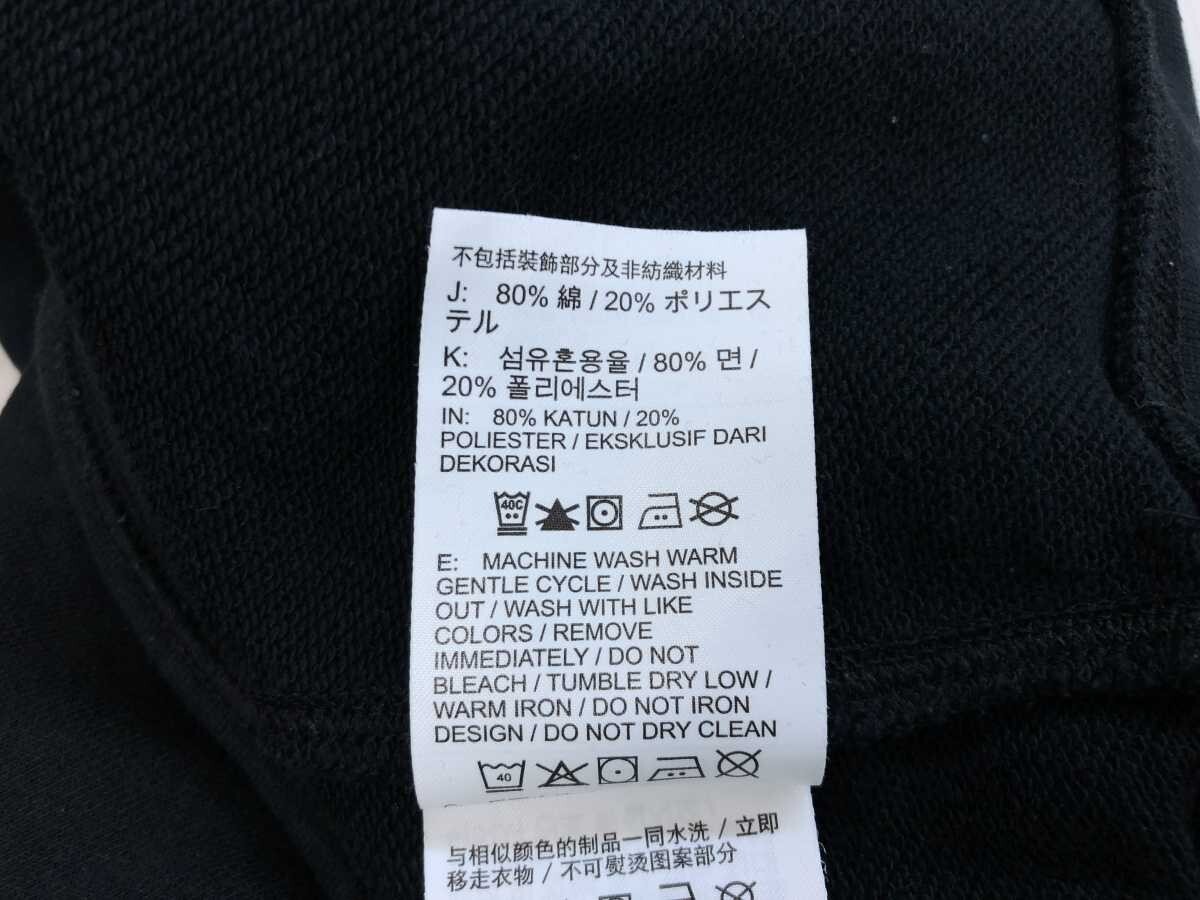 不包括裝飾部分及非紡織材料
J: 80% 綿 / 20% ポリエス
テル
K: 섬유혼용율 / 80% 면 /
20% 폴리에스터
IN: 80% KATUN / 20%
POLIESTER / EKSKLUSIF DARI
DEKORASI
40C
E: MACHINE WASH WARM
GENTLE CYCLE / WASH INSIDE
OUT / WASH WITH LIKE
COLORS / REMOVE
IMMEDIATELY / DO NOT
BLEACH / TUMBLE DRY LOW /
WARM IRON / DO NOT IRON
DESIGN / DO NOT DRY CLEAN
40
与相似颜色的制品一同水洗 / 立即
移走衣物 / 不可熨烫图案部分